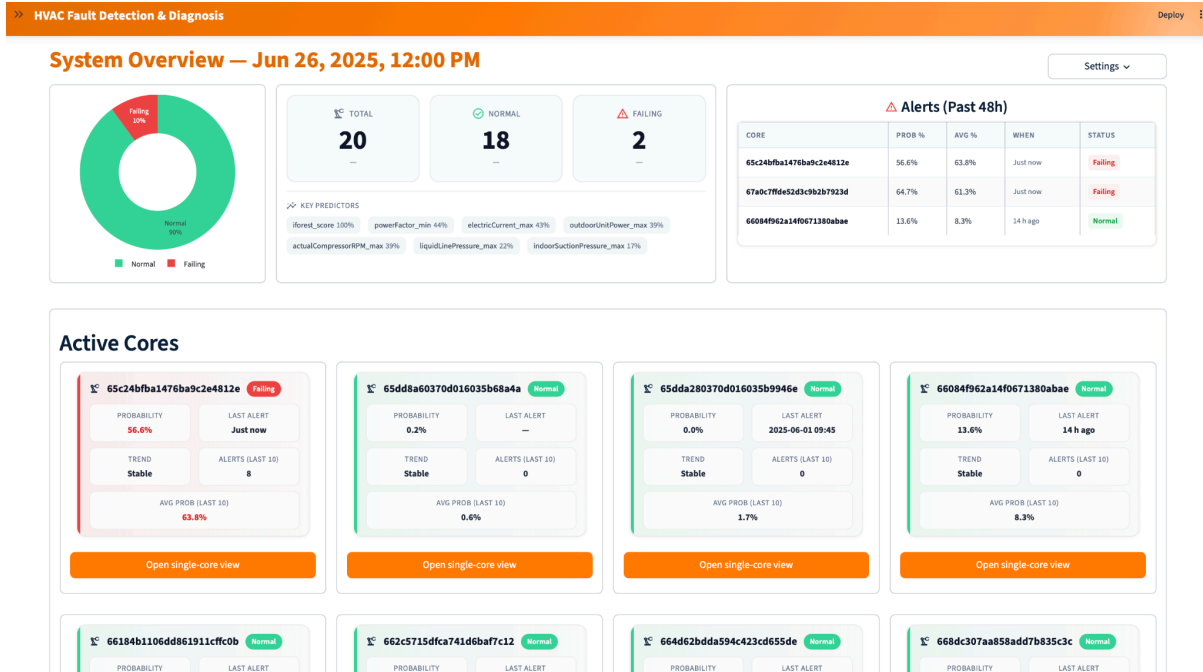 HVAC Fault Detection & Diagnosis
Deploy
System Overview — Jun 26, 2025, 12:00 PM
Settings
Failing
10%
Normal
90%
Normal Failing
TOTAL
20
—
NORMAL
18
—
FAILING
2
—
KEY PREDICTORS
iforest_score 100% powerFactor_min 44% electricCurrent_max 43% outdoorUnitPower_max 39%
actualCompressorRPM_max 39% liquidLinePressure_max 22% indoorSuctionPressure_max 17%
Alerts (Past 48h)
CORE PROB % AVG % WHEN STATUS
65c24bfba1476ba9c2e4812e 56.6% 63.8% Just now Failing
67a0c7ffde52d3c9b2b7923d 64.7% 61.3% Just now Failing
66084f962a14f0671380abae 13.6% 8.3% 14 h ago Normal
Active Cores
65c24bfba1476ba9c2e4812e Failing
PROBABILITY LAST ALERT
56.6% Just now
TREND ALERTS (LAST 10)
Stable 8
AVG PROB (LAST 10)
63.8%
Open single-core view
65dd8a60370d016035b68a4a Normal
PROBABILITY LAST ALERT
0.2% —
TREND ALERTS (LAST 10)
Stable 0
AVG PROB (LAST 10)
0.6%
Open single-core view
65dda280370d016035b9946e Normal
PROBABILITY LAST ALERT
0.0% 2025-06-01 09:45
TREND ALERTS (LAST 10)
Stable 0
AVG PROB (LAST 10)
1.7%
Open single-core view
66084f962a14f0671380abae Normal
PROBABILITY LAST ALERT
13.6% 14 h ago
TREND ALERTS (LAST 10)
Stable 0
AVG PROB (LAST 10)
8.3%
Open single-core view
66184b1106dd861911cffc0b Normal
PROBABILITY LAST ALERT
662c5715dfca741d6baf7c12 Normal
PROBABILITY LAST ALERT
664d62bdda594c423cd655de Normal
PROBABILITY LAST ALERT
668dc307aa858add7b835c3c Normal
PROBABILITY LAST ALERT